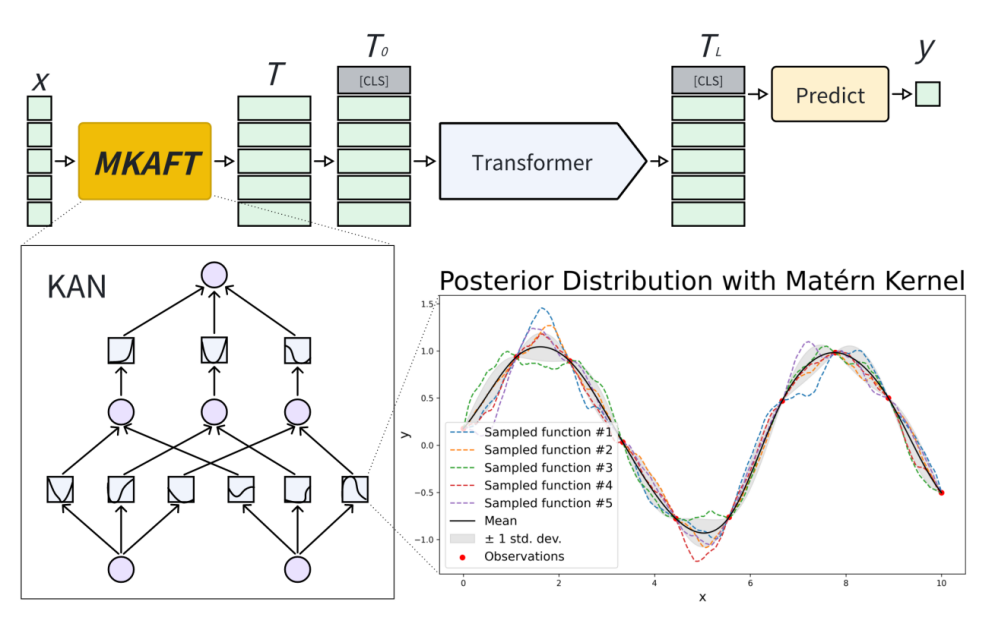 x
T
T₀
[CLS]
T_L
[CLS]
y
MKAFT
Transformer
Predict
KAN
Posterior Distribution with Matérn Kernel
1.5
1.0
0.5
0.0
−0.5
−1.0
y
Sampled function #1
Sampled function #2
Sampled function #3
Sampled function #4
Sampled function #5
Mean
± 1 std. dev.
Observations
0 2 4 6 8 10
x